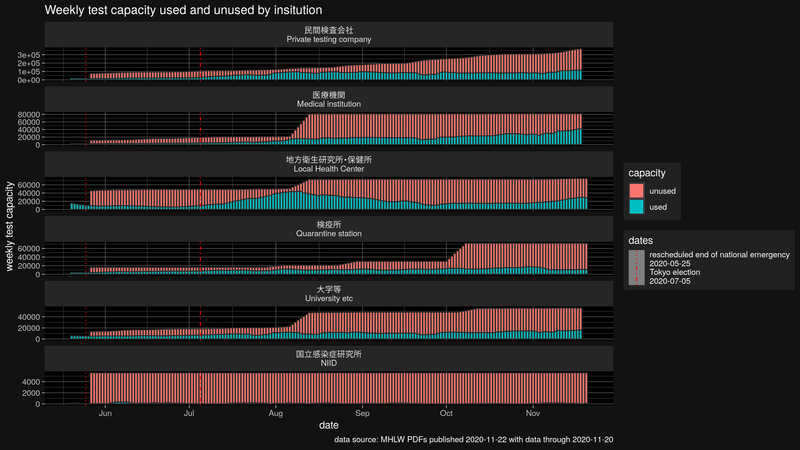 Weekly test capacity used and unused by insitution
民間検査会社
Private testing company
3e+05
2e+05
1e+05
0e+00
医療機関
Medical institution
80000
60000
40000
20000
0
地方衛生研究所・保健所
Local Health Center
60000
40000
20000
0
検疫所
Quarantine station
60000
40000
20000
0
大学等
University etc
40000
20000
0
国立感染症研究所
NIID
4000
2000
0
Jun
Jul
Aug
Sep
Oct
Nov
date
weekly test capacity
capacity
unused
used
dates
rescheduled end of national emergency
2020-05-25
Tokyo election
2020-07-05
data source: MHLW PDFs published 2020-11-22 with data through 2020-11-20